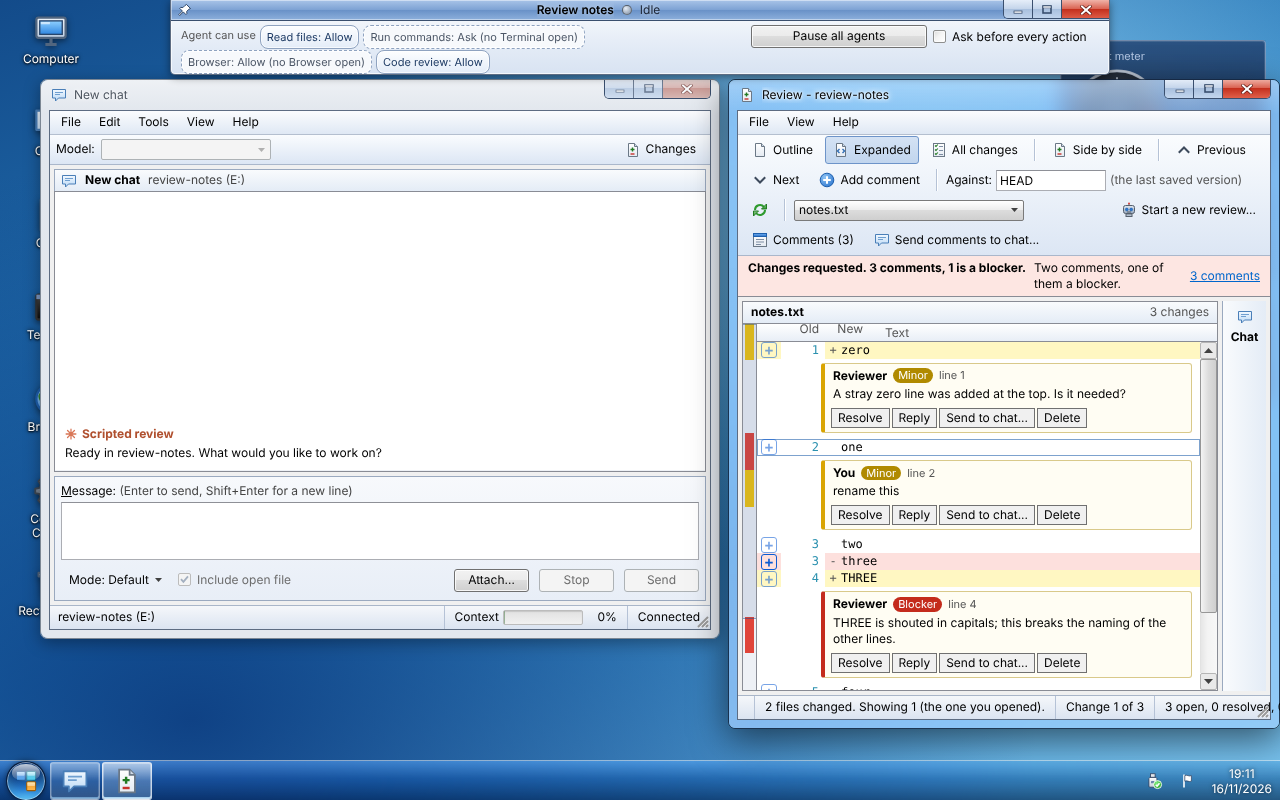 Review notes Idle
Agent can use Read files: Allow Run commands: Ask (no Terminal open)
Browser: Allow (no Browser open) Code review: Allow
Pause all agents Ask before every action
Computer
meter
New chat
File Edit Tools View Help
Model:
Changes
New chat review-notes (E:)
Scripted review
Ready in review-notes. What would you like to work on?
Message: (Enter to send, Shift+Enter for a new line)
Mode: Default Include open file Attach... Stop Send
review-notes (E:) Context 0% Connected
Review - review-notes
File View Help
Outline Expanded All changes Side by side Previous
Next Add comment Against: HEAD (the last saved version)
notes.txt Start a new review...
Comments (3) Send comments to chat...
Changes requested. 3 comments, 1 is a blocker. Two comments, one of them a blocker. 3 comments
notes.txt 3 changes
Old New Text
1 + zero
Reviewer Minor line 1
A stray zero line was added at the top. Is it needed?
Resolve Reply Send to chat... Delete
2 one
You Minor line 2
rename this
Resolve Reply Send to chat... Delete
3 two
3 - three
4 + THREE
Reviewer Blocker line 4
THREE is shouted in capitals; this breaks the naming of the
other lines.
Resolve Reply Send to chat... Delete
Chat
2 files changed. Showing 1 (the one you opened). Change 1 of 3 3 open, 0 resolved,
19:11
16/11/2026